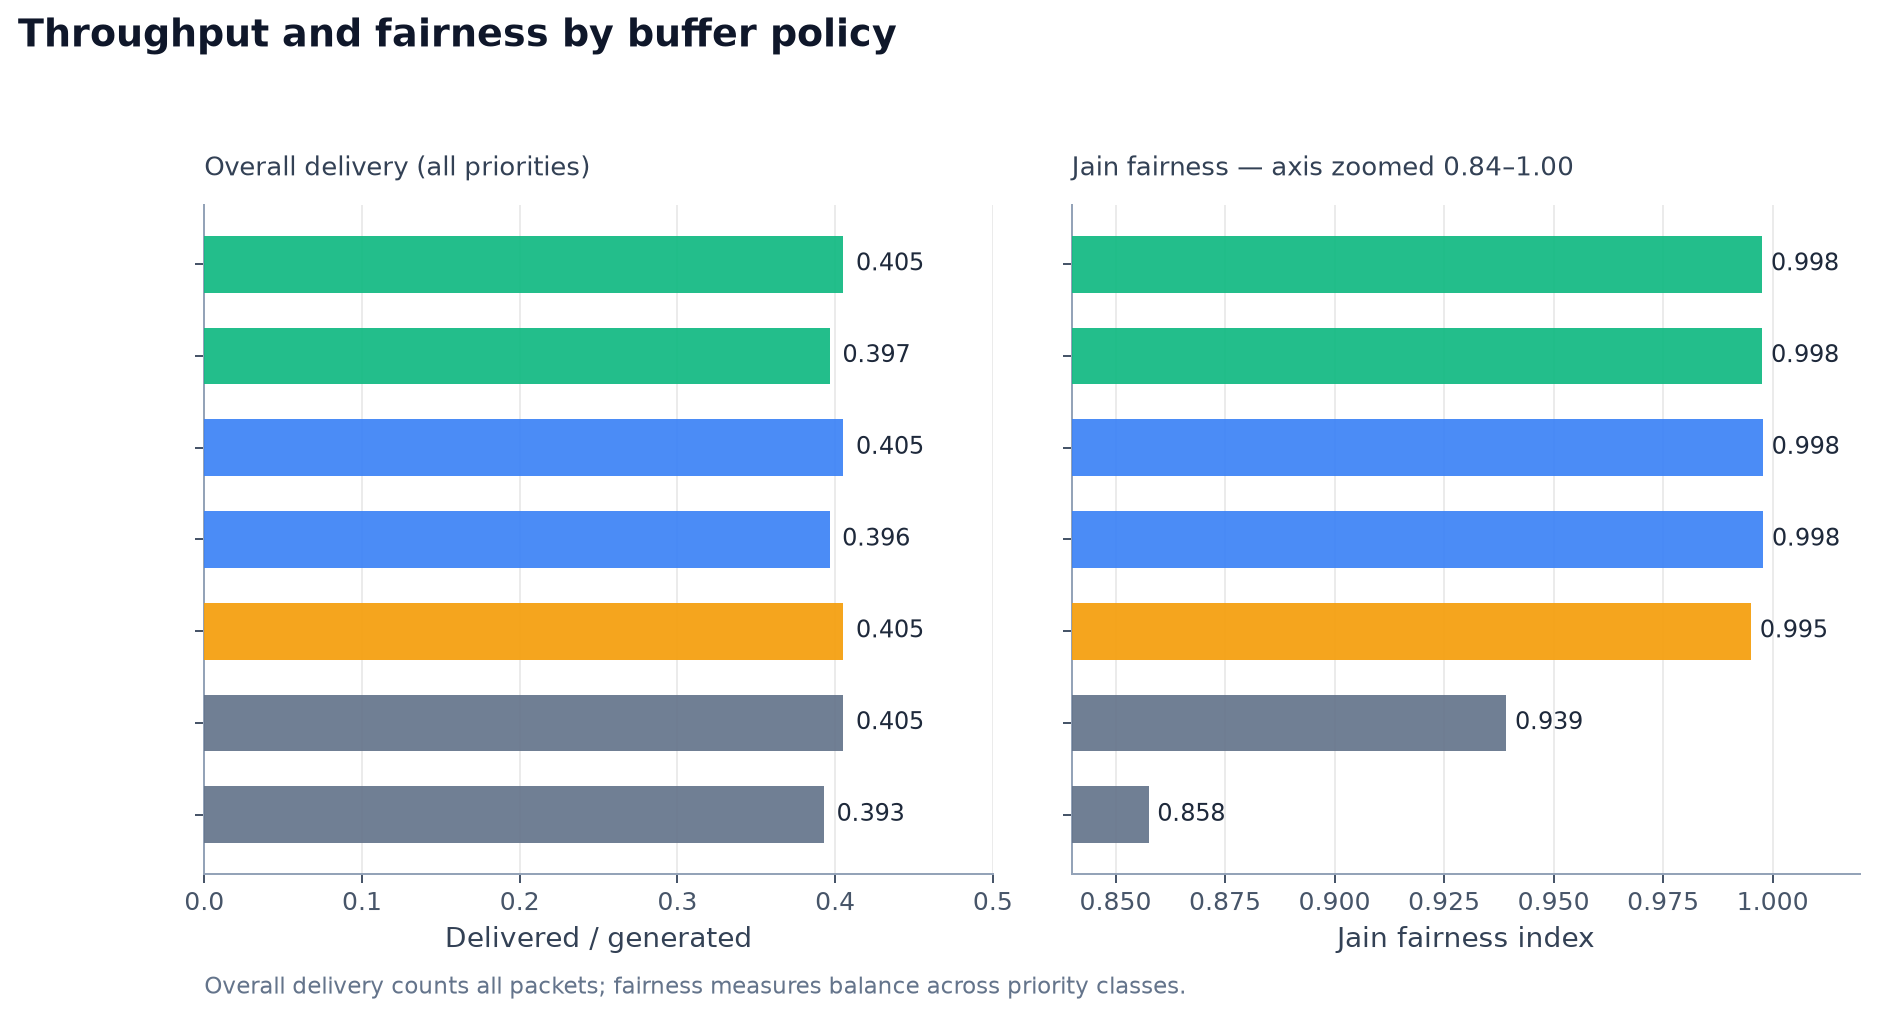 Throughput and fairness by buffer policy
Overall delivery (all priorities)
0.405
0.397
0.405
0.396
0.405
0.405
0.393
0.0 0.1 0.2 0.3 0.4 0.5
Delivered / generated
Jain fairness — axis zoomed 0.84–1.00
0.998
0.998
0.998
0.998
0.995
0.939
0.858
0.850 0.875 0.900 0.925 0.950 0.975 1.000
Jain fairness index
Overall delivery counts all packets; fairness measures balance across priority classes.